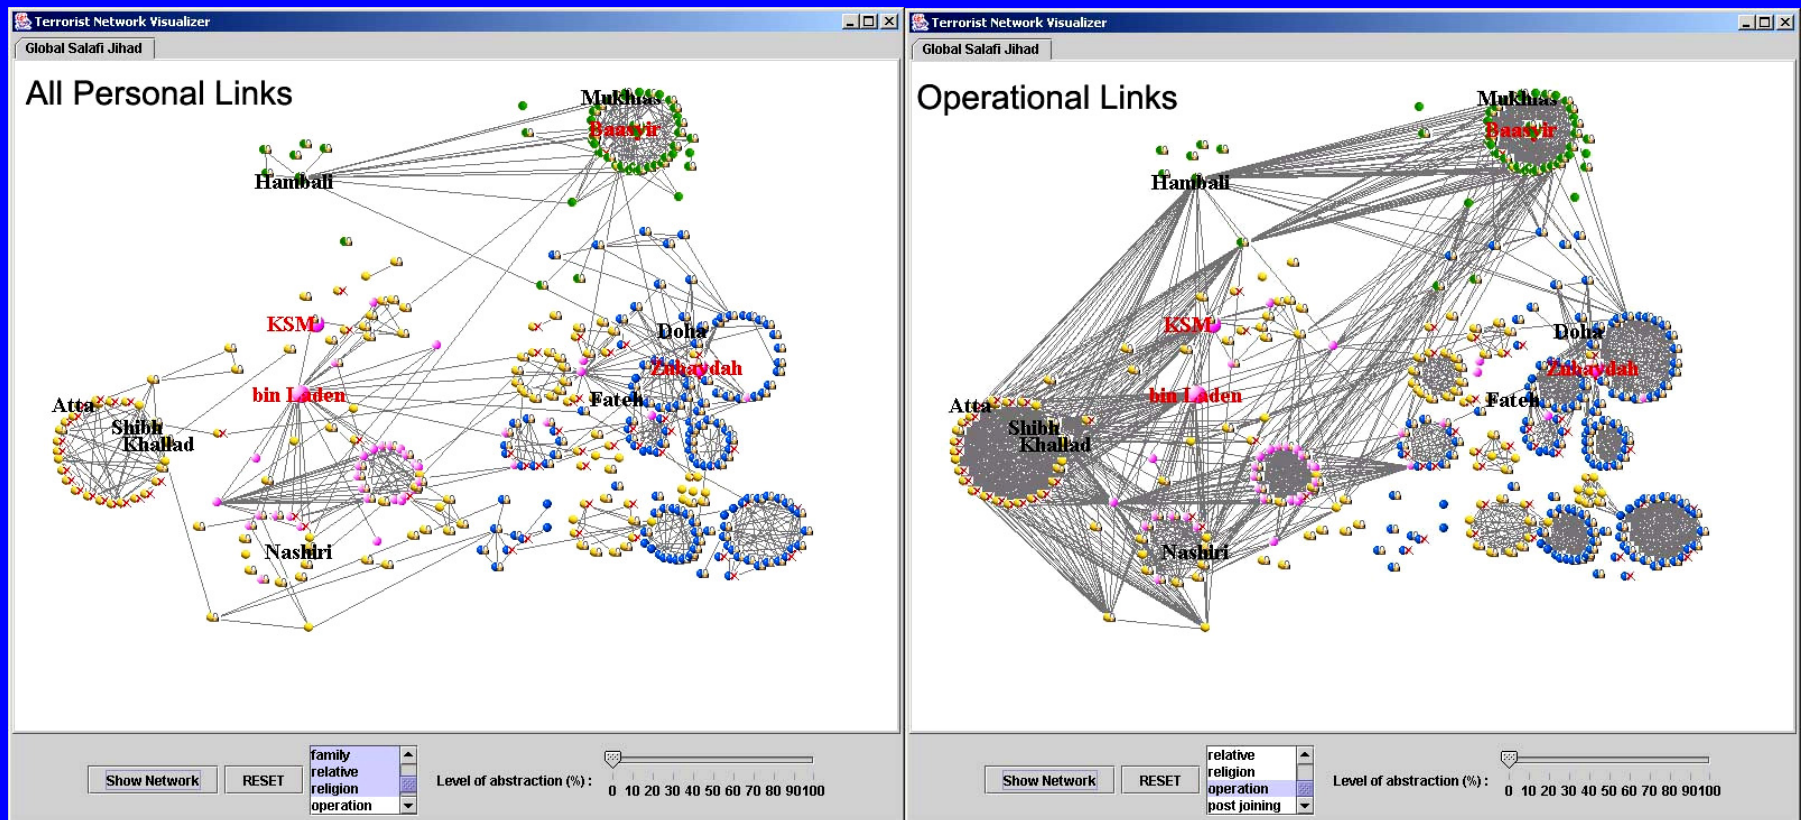 Terrorist Network Visualizer
Global Salafi Jihad
All Personal Links
Mukhlas
Baasyir
Hambali
KSM
Doha
Zubaydah
bin Laden
Fateh
Atta
Shibh
Khallad
Nashiri
Show Network
RESET
family
relative
religion
operation
Level of abstraction (%) :
0 10 20 30 40 50 60 70 80 90100
Terrorist Network Visualizer
Global Salafi Jihad
Operational Links
Mukhlas
Baasyir
Hambali
KSM
Doha
Zubaydah
bin Laden
Fateh
Atta
Shibh
Khallad
Nashiri
Show Network
RESET
relative
religion
operation
post joining
Level of abstraction (%) :
0 10 20 30 40 50 60 70 80 90100